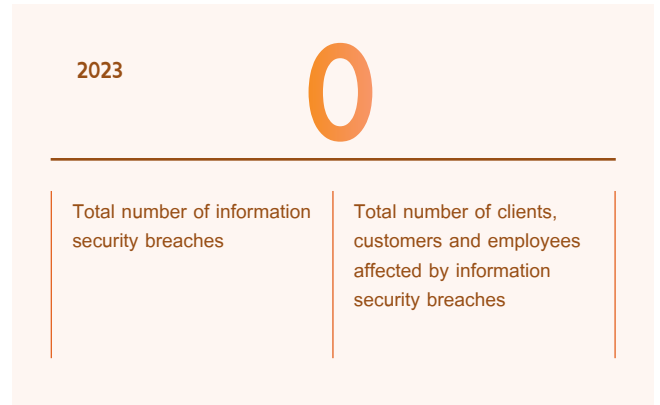 2023
0
Total number of information
security breaches
Total number of clients,
customers and employees
affected by information
security breaches